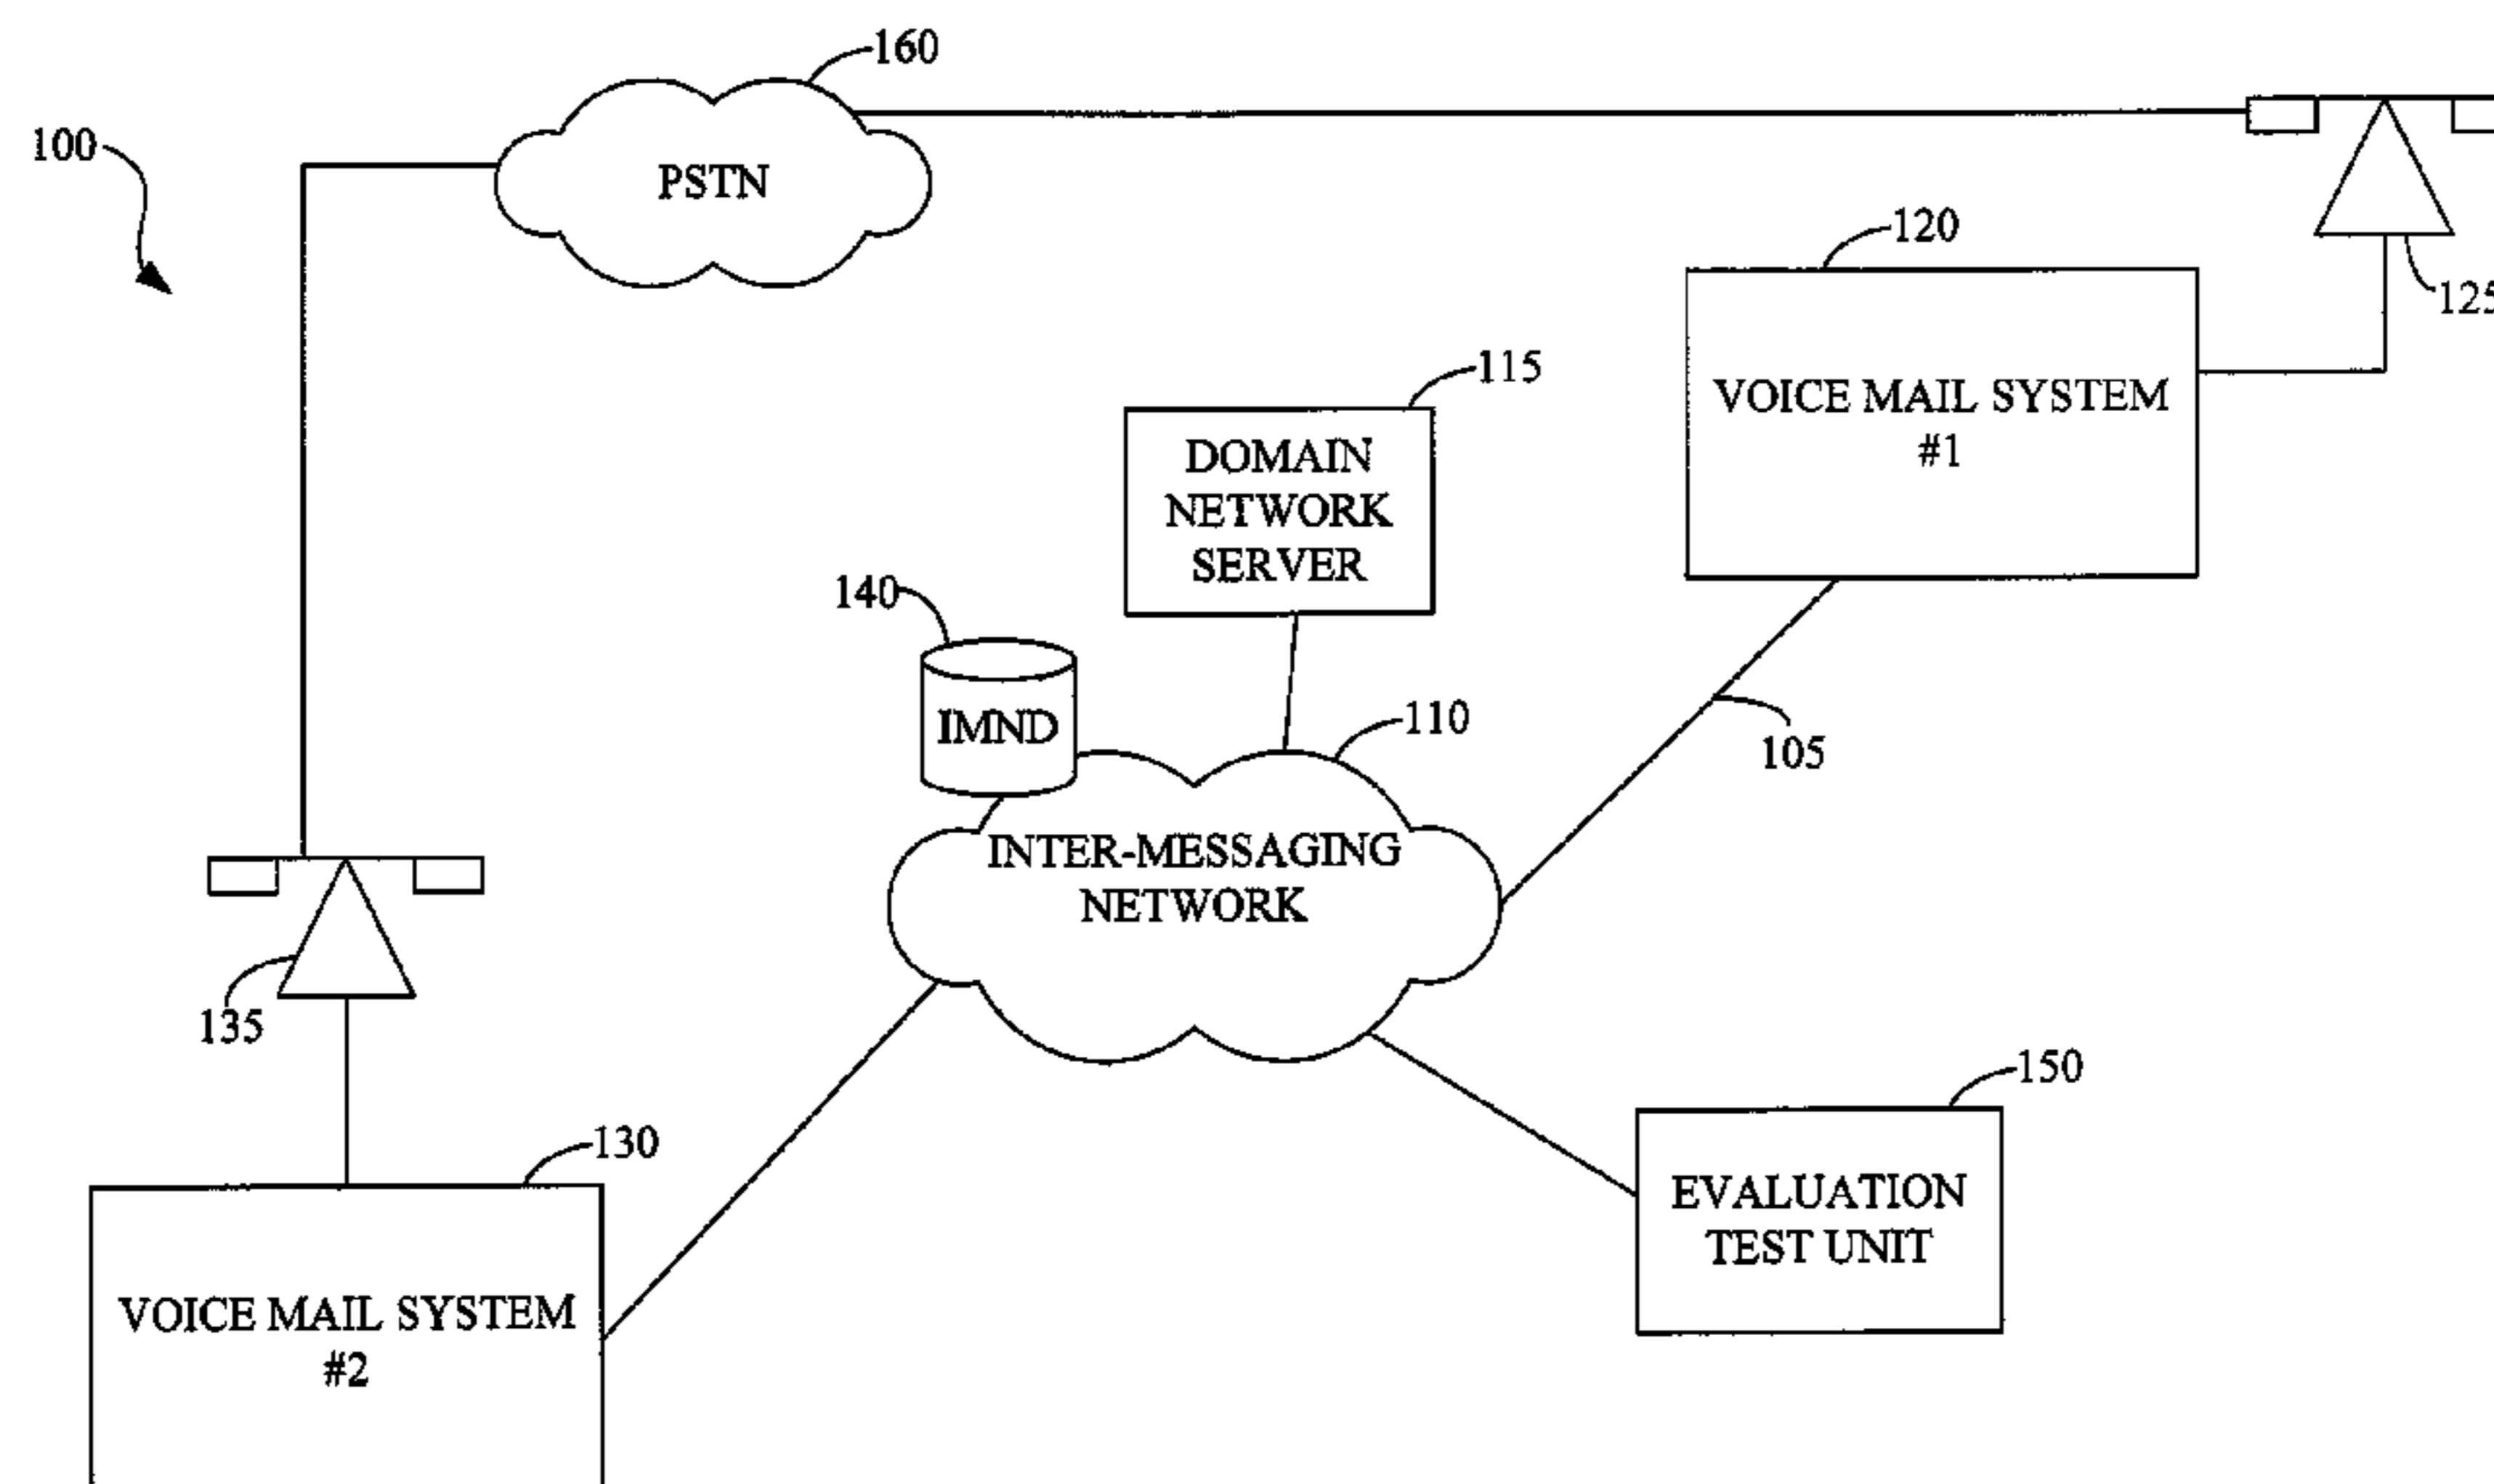 160
100
PSTN
120
125
115
VOICE MAIL SYSTEM
#1
DOMAIN
NETWORK
SERVER
140
IMND
110
105
INTER-MESSAGING
NETWORK
135
150
130
EVALUATION
TEST UNIT
VOICE MAIL SYSTEM
#2